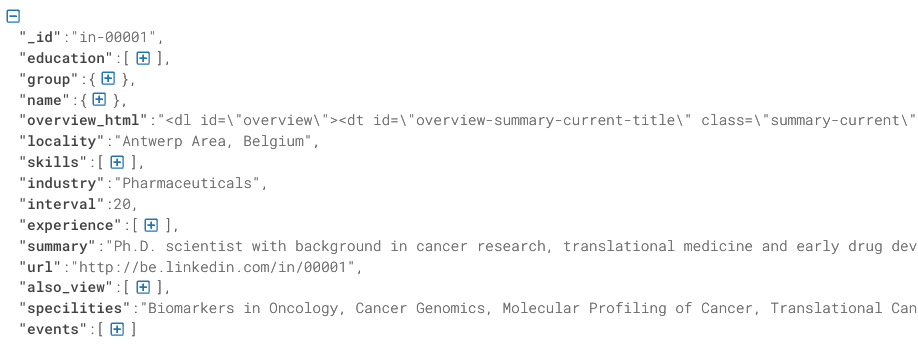 "_id":"in-00001",
"education":[ ],
"group":{ },
"name":{ },
"overview_html":"<dl id=\"overview\"><dt id=\"overview-summary-current-title\" class=\"summary-current\"
"locality":"Antwerp Area, Belgium",
"skills":[ ],
"industry":"Pharmaceuticals",
"interval":20,
"experience":[ ],
"summary":"Ph.D. scientist with background in cancer research, translational medicine and early drug dev
"url":"http://be.linkedin.com/in/00001",
"also_view":[ ],
"specilities":"Biomarkers in Oncology, Cancer Genomics, Molecular Profiling of Cancer, Translational Can
"events":[ ]